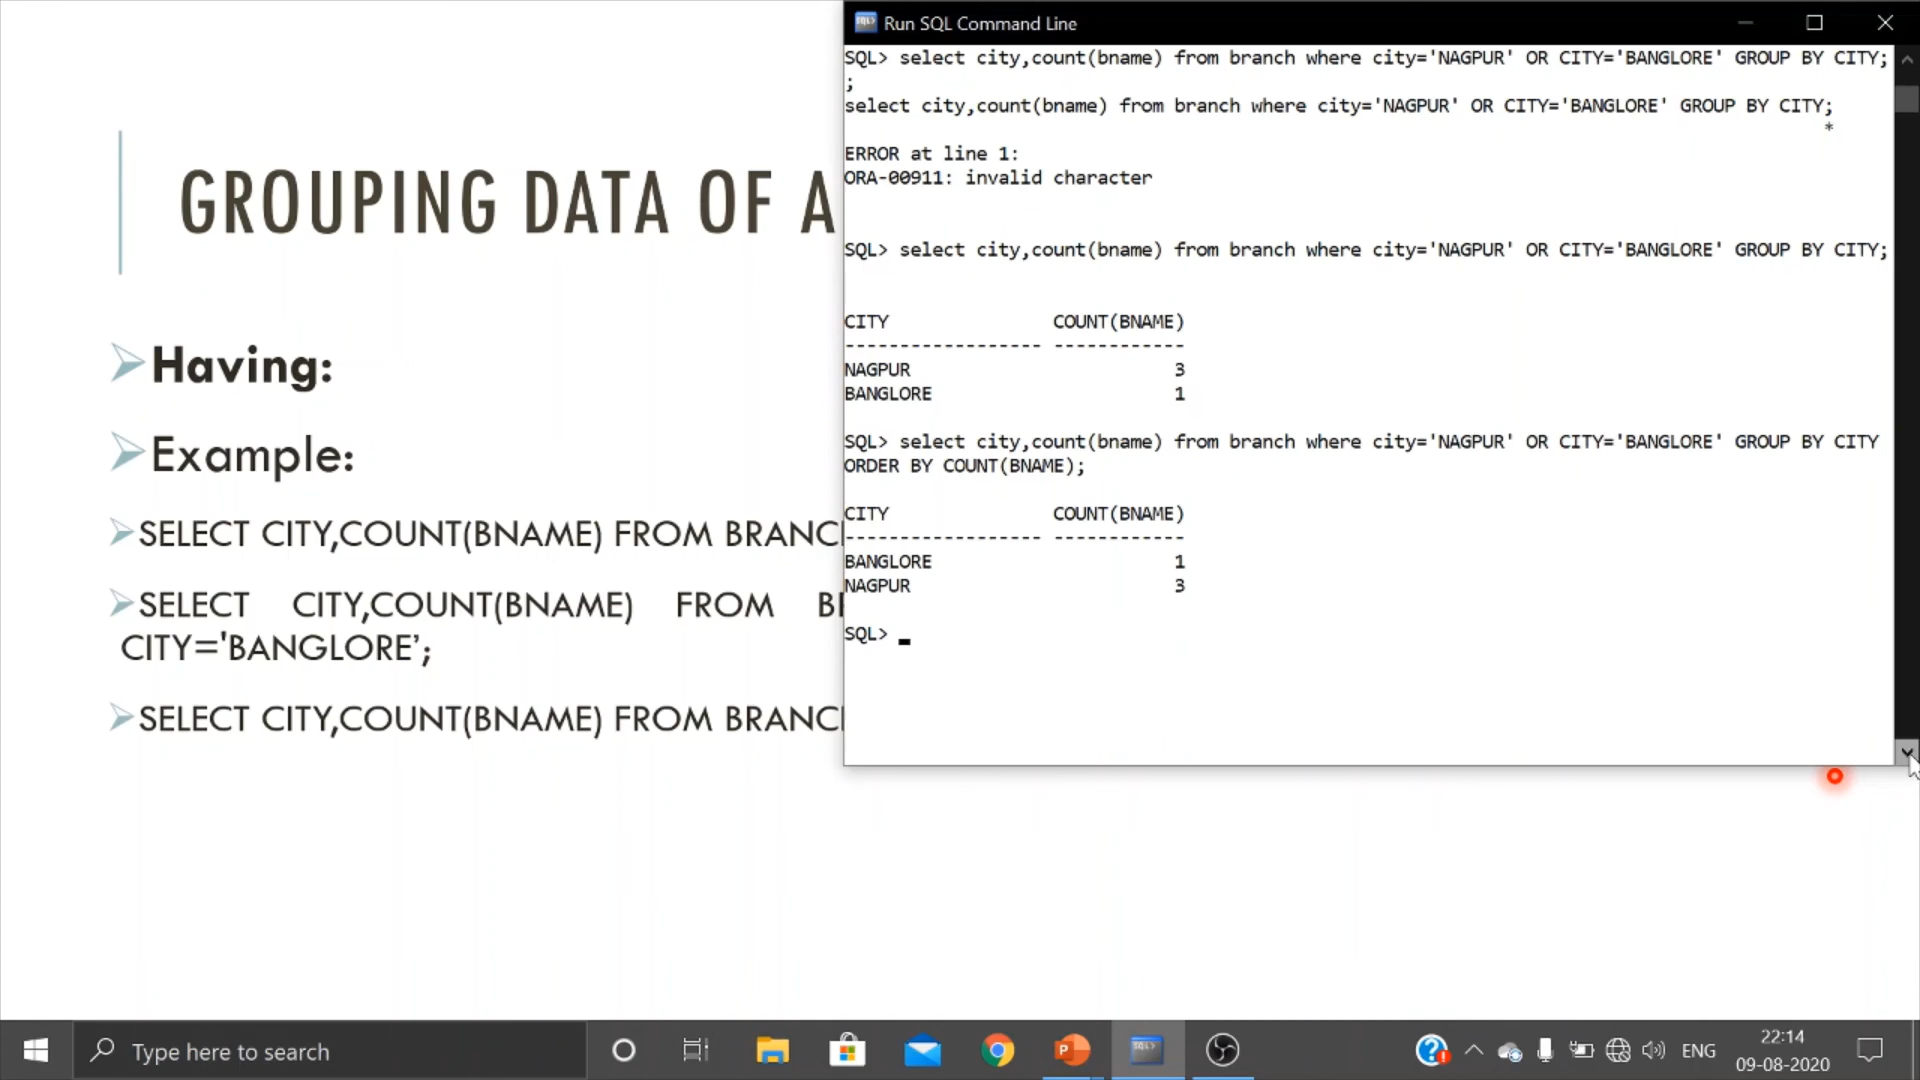 GROUPING DATA OF A
Having:
Example:
SELECT CITY,COUNT(BNAME) FROM BRANC
SELECT CITY,COUNT(BNAME) FROM
CITY='BANGLORE’;
SELECT CITY,COUNT(BNAME) FROM BRANC
Run SQL Command Line
SQL> select city,count(bname) from branch where city='NAGPUR' OR CITY='BANGLORE' GROUP BY CITY;
;
select city,count(bname) from branch where city='NAGPUR' OR CITY='BANGLORE' GROUP BY CITY;
*
ERROR at line 1:
ORA-00911: invalid character
SQL> select city,count(bname) from branch where city='NAGPUR' OR CITY='BANGLORE' GROUP BY CITY;
CITY COUNT(BNAME)
------------------ ------------
NAGPUR 3
BANGLORE 1
SQL> select city,count(bname) from branch where city='NAGPUR' OR CITY='BANGLORE' GROUP BY CITY
ORDER BY COUNT(BNAME);
CITY COUNT(BNAME)
------------------ ------------
BANGLORE 1
NAGPUR 3
SQL>
Type here to search
ENG
22:14
09-08-2020